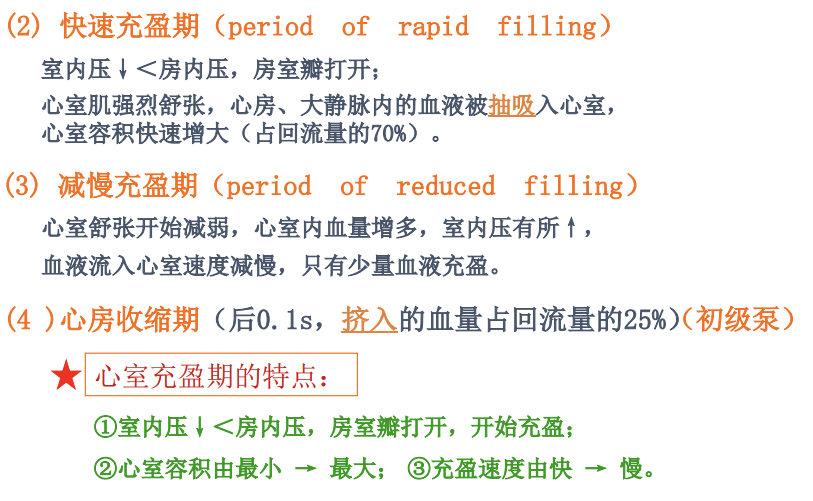 (2) 快速充盈期（period of rapid filling）
室内压↓＜房内压，房室瓣打开；
心室肌强烈舒张，心房、大静脉内的血液被抽吸入心室，
心室容积快速增大（占回流量的70%）。
(3) 减慢充盈期（period of reduced filling）
心室舒张开始减弱，心室内血量增多，室内压有所↑，
血液流入心室速度减慢，只有少量血液充盈。
(4 )心房收缩期（后0.1s，挤入的血量占回流量的25%）（初级泵）
★ 心室充盈期的特点：
①室内压↓＜房内压，房室瓣打开，开始充盈；
②心室容积由最小 → 最大； ③充盈速度由快 → 慢。